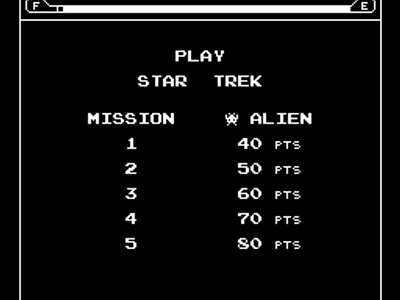 F E
PLAY
STAR TREK
MISSION ALIEN
1 40 PTS
2 50 PTS
3 60 PTS
4 70 PTS
5 80 PTS